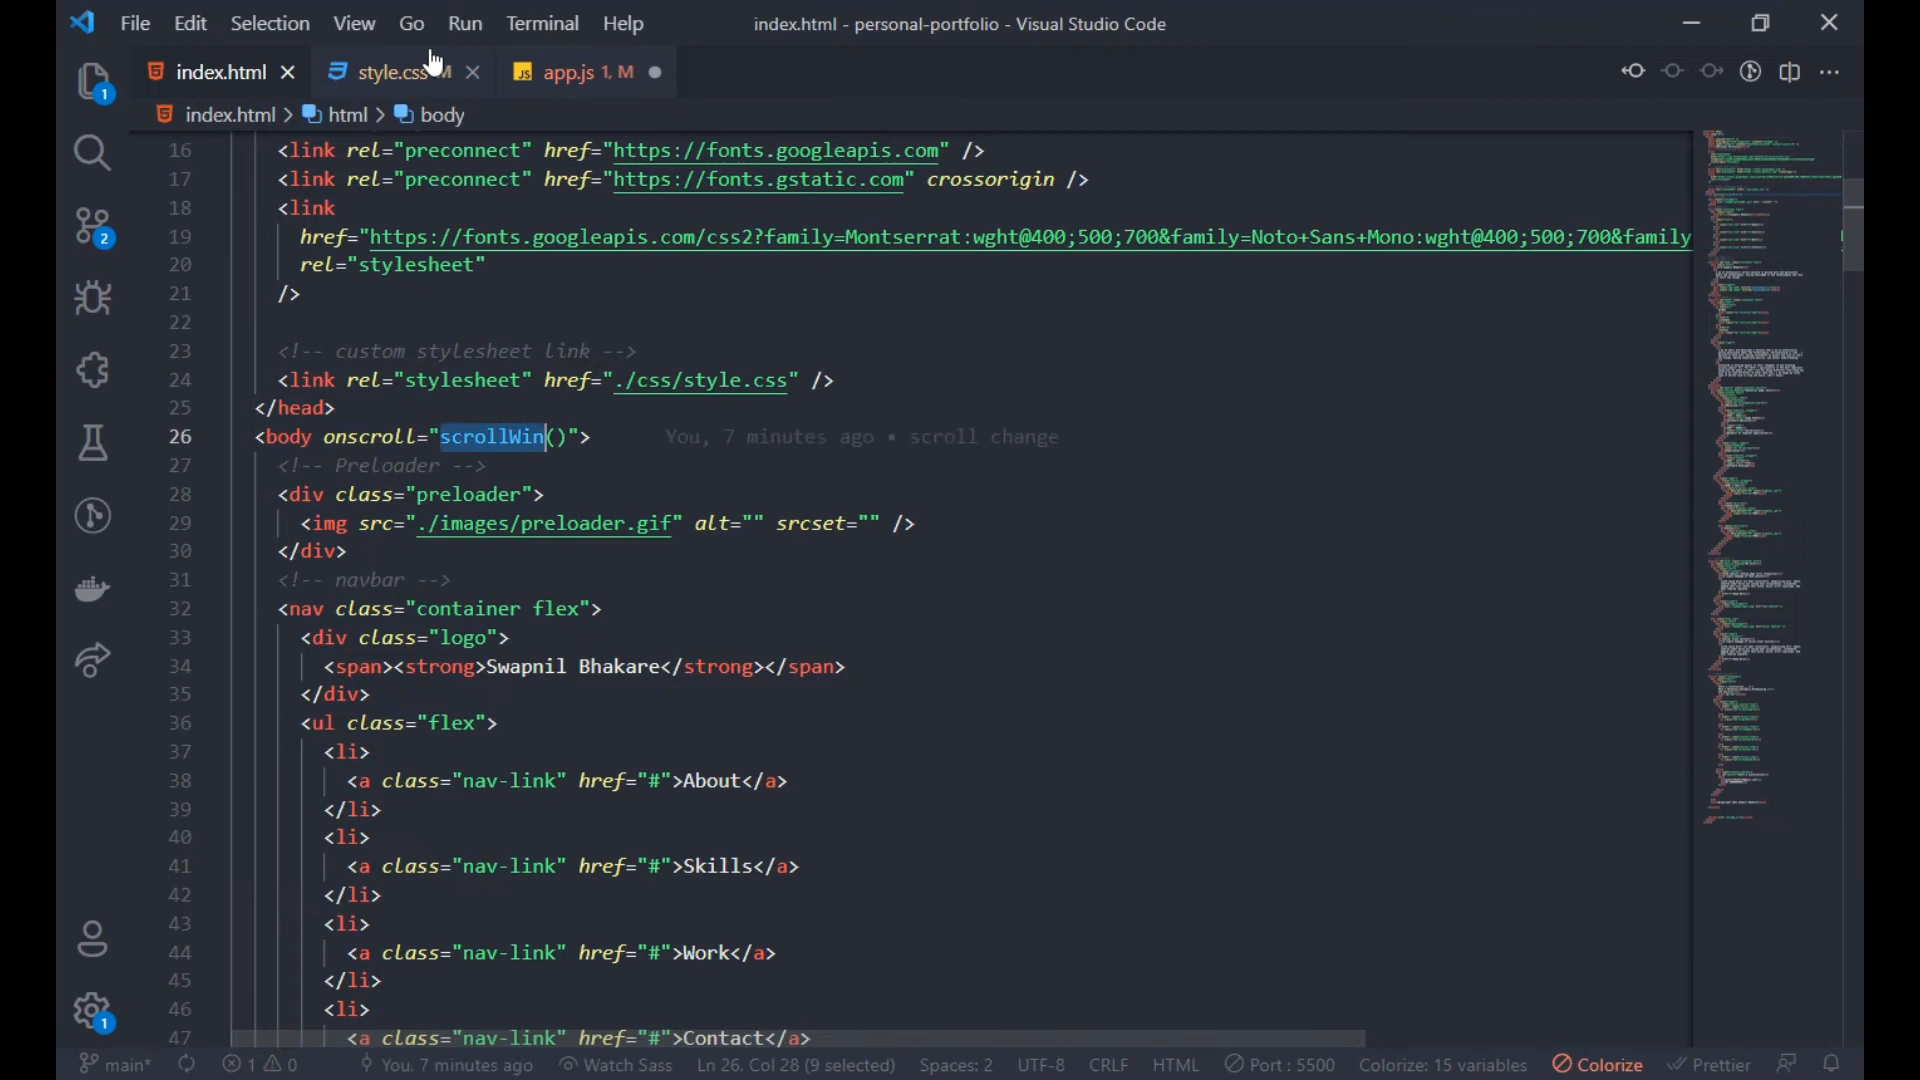 File Edit Selection View Go Run Terminal Help index.html - personal-portfolio - Visual Studio Code
index.html style.css M app.js 1, M
index.html > html > body
16 <link rel="preconnect" href="https://fonts.googleapis.com" />
17 <link rel="preconnect" href="https://fonts.gstatic.com" crossorigin />
18 <link
19 href="https://fonts.googleapis.com/css2?family=Montserrat:wght@400;500;700&family=Noto+Sans+Mono:wght@400;500;700&family
20 rel="stylesheet"
21 />
22
23 <!-- custom stylesheet link -->
24 <link rel="stylesheet" href="./css/style.css" />
25 </head>
26 <body onscroll="scrollWin()"> You, 7 minutes ago • scroll change
27 <!-- Preloader -->
28 <div class="preloader">
29 <img src="./images/preloader.gif" alt="" srcset="" />
30 </div>
31 <!-- navbar -->
32 <nav class="container flex">
33 <div class="logo">
34 <span><strong>Swapnil Bhakare</strong></span>
35 </div>
36 <ul class="flex">
37 <li>
38 <a class="nav-link" href="#">About</a>
39 </li>
40 <li>
41 <a class="nav-link" href="#">Skills</a>
42 </li>
43 <li>
44 <a class="nav-link" href="#">Work</a>
45 </li>
46 <li>
47 <a class="nav-link" href="#">Contact</a>
1
2
1
main* 1 0 You, 7 minutes ago Watch Sass Ln 26, Col 28 (9 selected) Spaces: 2 UTF-8 CRLF HTML Port : 5500 Colorize: 15 variables Colorize Prettier